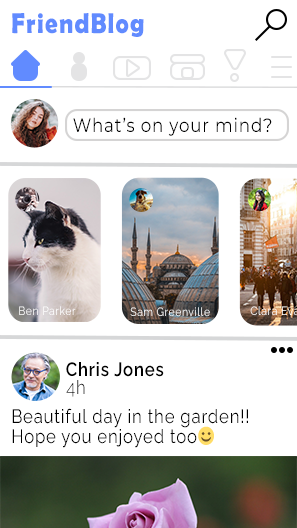 FriendBlog
What's on your mind?
Ben Parker
Sam Greenville
Clara Eva
Chris Jones
4h
Beautiful day in the garden!!
Hope you enjoyed too